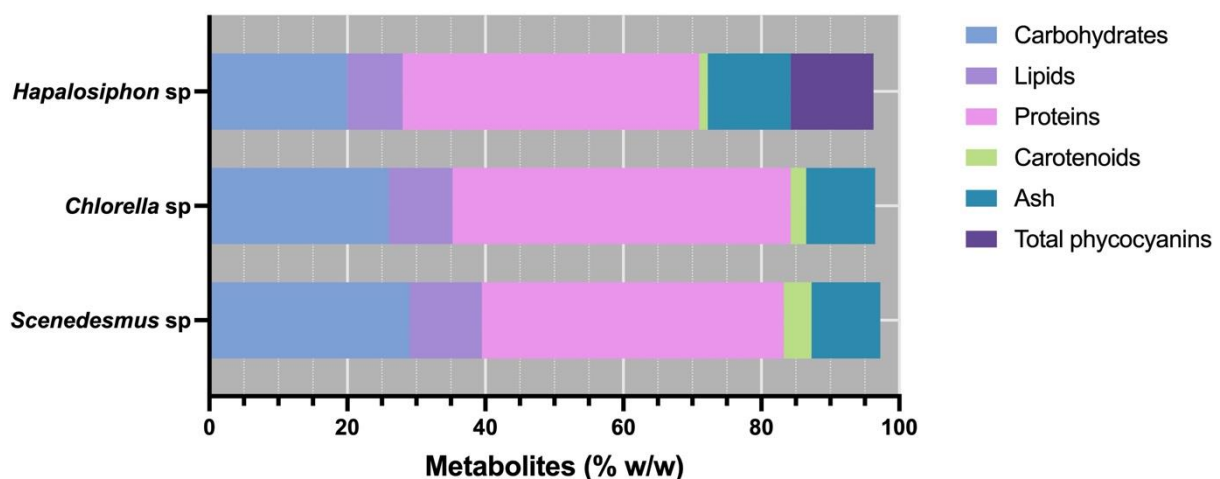 Hapalosiphon sp
Chlorella sp
Scenedesmus sp
0 20 40 60 80 100
Metabolites (% w/w)
Carbohydrates
Lipids
Proteins
Carotenoids
Ash
Total phycocyanins